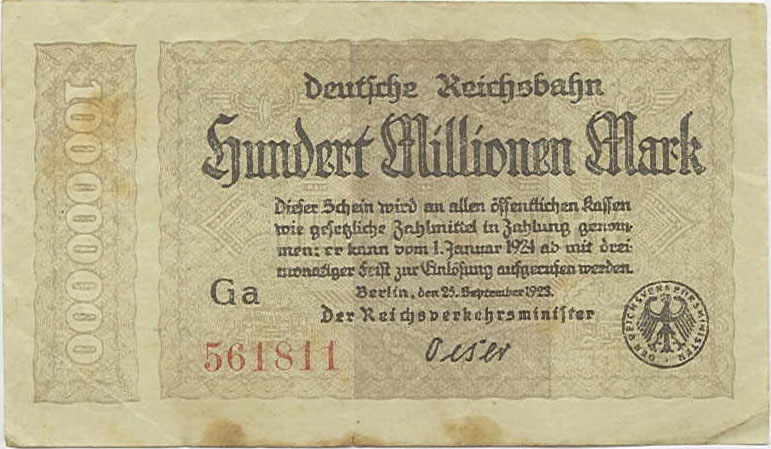 100000000
Deutsche Reichsbahn
Hundert Millionen Mark
Dieser Schein wird an allen öffentlichen Kassen
wie gesetzliche Zahlmittel in Zahlung genom-
men; er kann vom 1. Januar 1924 ab mit drei
monatiger Frist zur Einlösung aufgerufen werden.
Berlin, den 25. September 1923.
Der Reichsverkehrsminister
Ga
561811
Oeser
DER REICHSVERKEHRSMINISTER